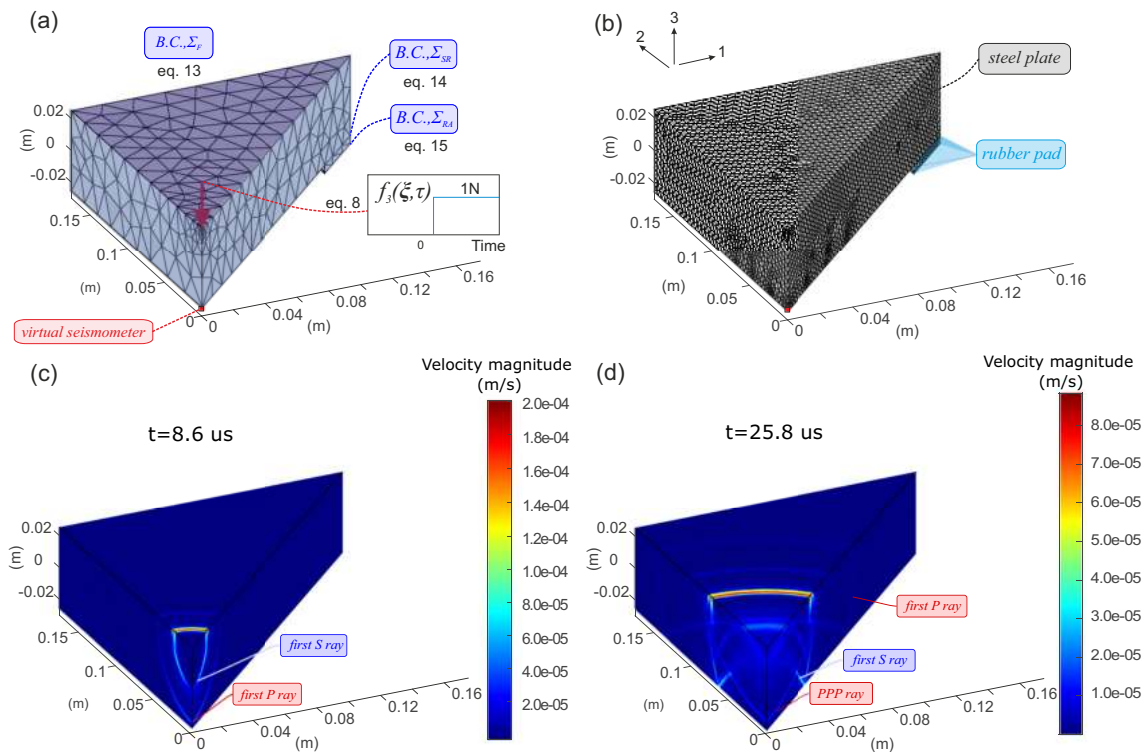 (a)
B.C.,Σ_F
eq. 13
B.C.,Σ_SR
eq. 14
B.C.,Σ_RA
eq. 15
0.02
0
-0.02
(m)
0.15
0.1
0.05
0
(m)
eq. 8
f₃(ξ,τ)
1N
0
Time
0
0.04
0.08
0.12
0.16
(m)
virtual seismometer
(b)
3
2
1
steel plate
rubber pad
0.02
0
-0.02
(m)
0.15
0.1
0.05
0
(m)
0
0.04
0.08
0.12
0.16
(m)
(c)
Velocity magnitude
(m/s)
t=8.6 us
2.0e-04
1.8e-04
1.6e-04
1.4e-04
1.2e-04
1.0e-04
8.0e-05
6.0e-05
4.0e-05
2.0e-05
0.02
0
-0.02
(m)
first S ray
first P ray
0.15
0.1
0.05
0
(m)
0
0.04
0.08
0.12
0.16
(m)
(d)
Velocity magnitude
(m/s)
t=25.8 us
8.0e-05
7.0e-05
6.0e-05
5.0e-05
4.0e-05
3.0e-05
2.0e-05
1.0e-05
0.02
0
-0.02
(m)
first P ray
first S ray
PPP ray
0.15
0.1
0.05
0
(m)
0
0.04
0.08
0.12
0.16
(m)